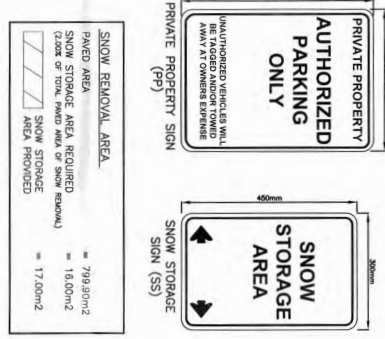 PRIVATE PROPERTY
AUTHORIZED
PARKING
ONLY
UNAUTHORIZED VEHICLES WILL
BE TAGGED AND/OR TOWED
AWAY AT OWNERS EXPENSE
PRIVATE PROPERTY SIGN
(PP)
300mm
450mm
SNOW
STORAGE
AREA
SNOW STORAGE
SIGN (SS)
SNOW REMOVAL AREA
PAVED AREA = 799.90m2
SNOW STORAGE AREA REQUIRED = 16.00m2
(2.00% OF TOTAL PAVED AREA OF SNOW REMOVAL)
SNOW STORAGE
AREA PROVIDED = 17.00m2